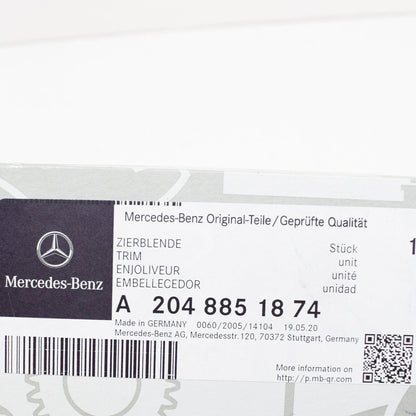 Mercedes-Benz Original-Teile/Geprüfte Qualität
Mercedes-Benz
ZIERBLENDE
TRIM
ENJOLIVEUR
EMBELLECEDOR
Stück
unit
unité
unidad
1
A 204 885 18 74
Made in GERMANY 0060/2005/14104 19.05.20
Mercedes-Benz AG, Mercedesstr.120, 70372 Stuttgart, Germany
More information on
http://p.mb-qr.com